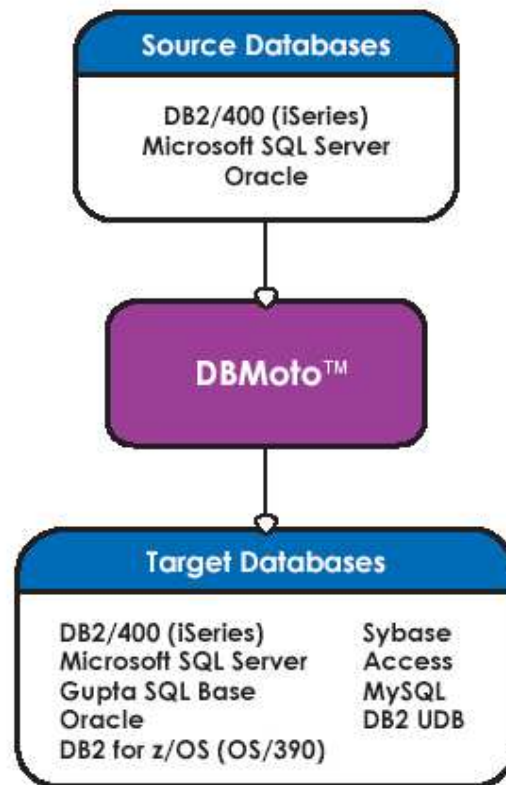 Source Databases
DB2/400 (iSeries)
Microsoft SQL Server
Oracle
DBMoto™
Target Databases
DB2/400 (iSeries)
Microsoft SQL Server
Gupta SQL Base
Oracle
DB2 for z/OS (OS/390)
Sybase
Access
MySQL
DB2 UDB